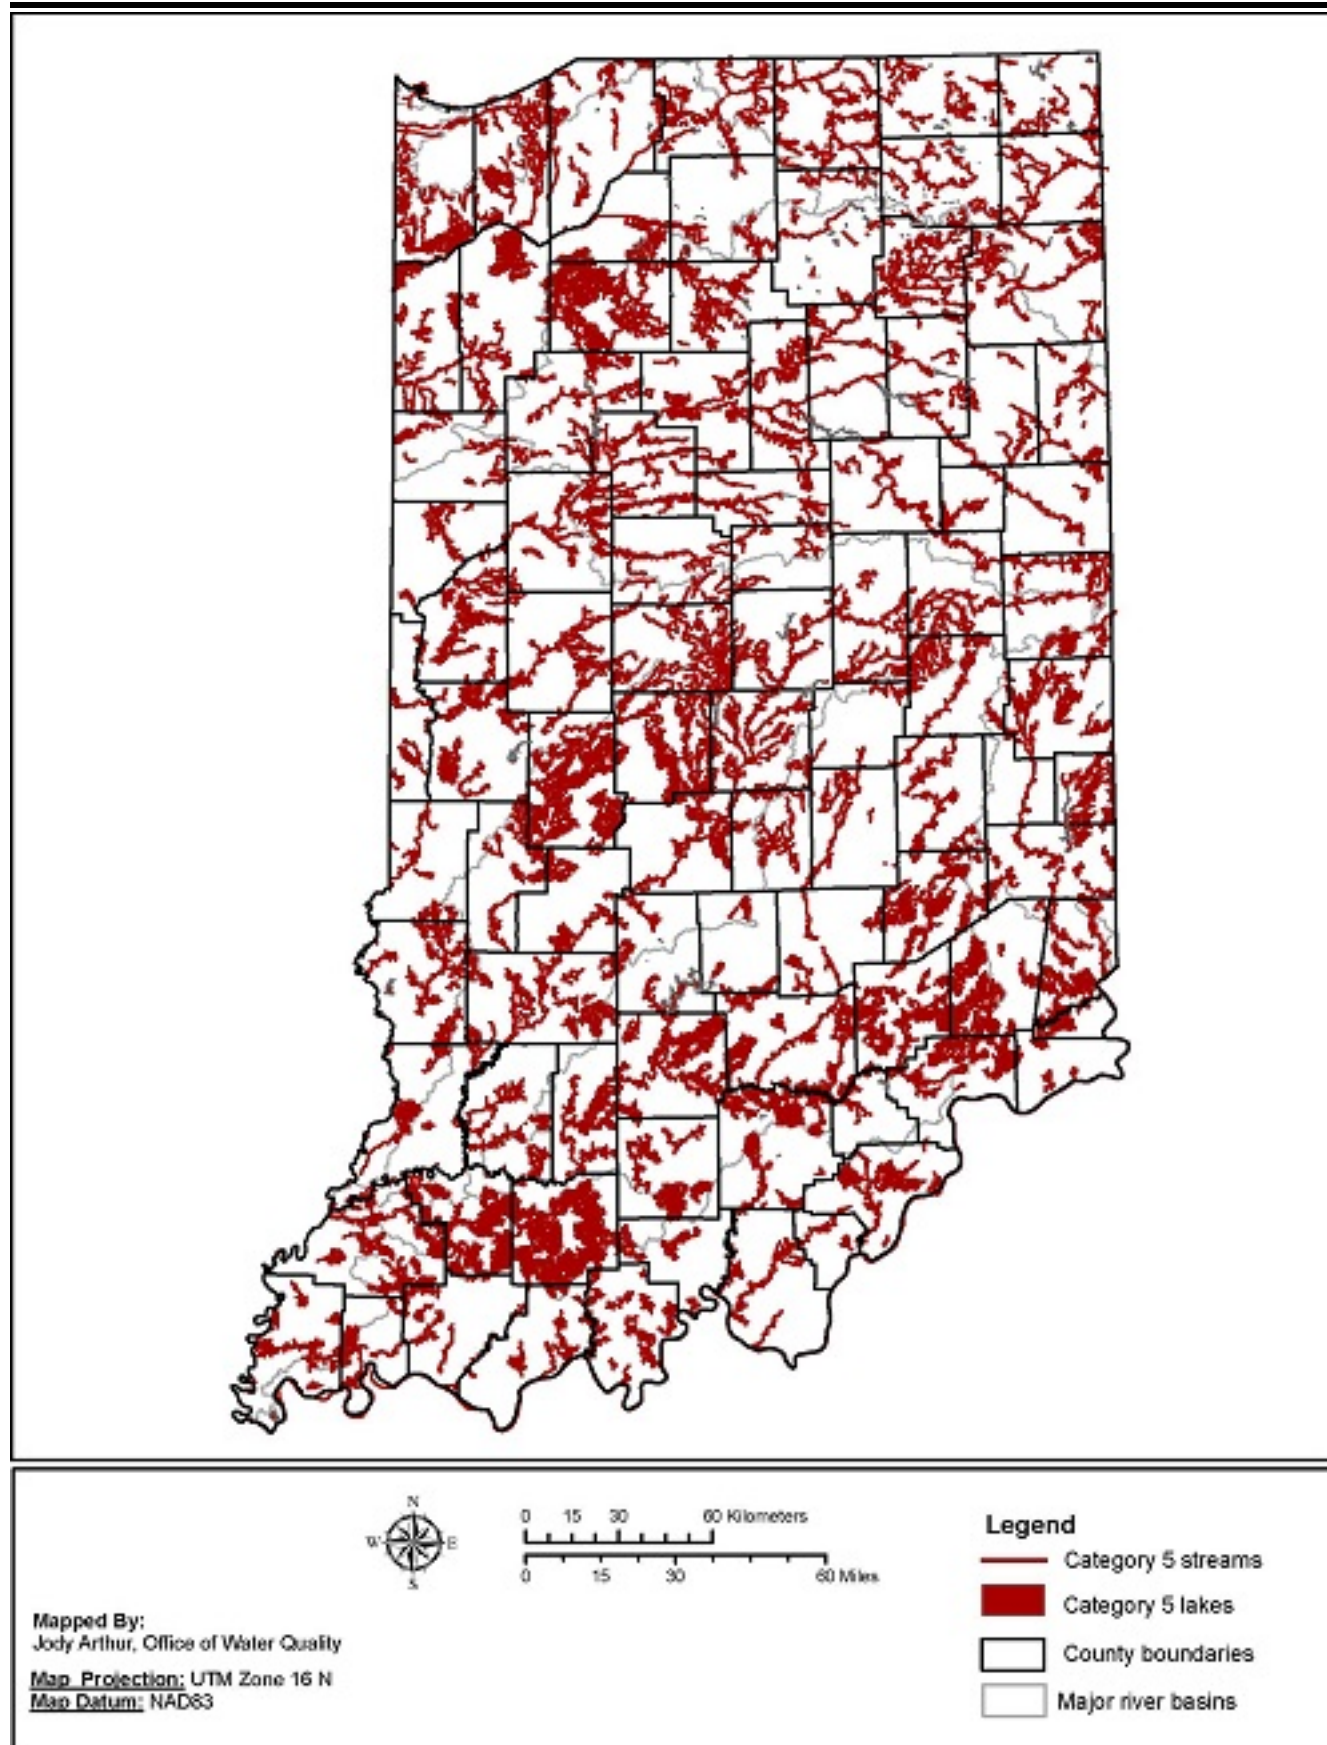 N
W E
S
0 15 30 60 Kilometers
0 15 30 60 Miles
Mapped By:
Jody Arthur, Office of Water Quality
Map Projection: UTM Zone 16 N
Map Datum: NAD83
Legend
Category 5 streams
Category 5 lakes
County boundaries
Major river basins